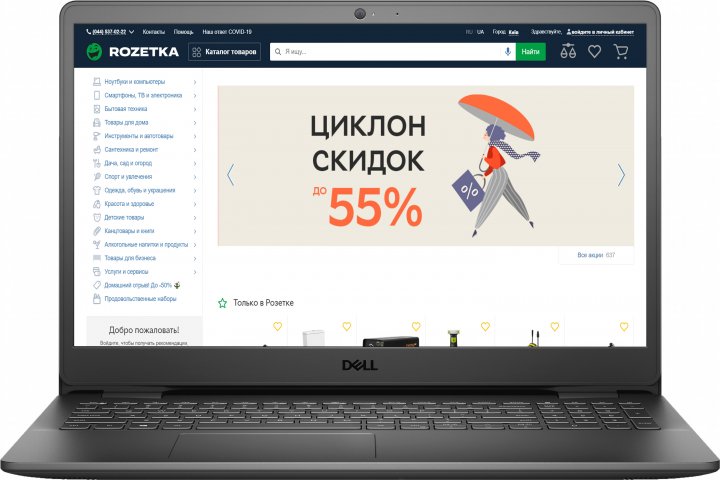 (044) 537-02-22 Контакты Помощь Наш ответ COVID-19 RU UA Город Київ Здравствуйте, войдите в личный кабинет
ROZETKA Каталог товаров Я ищу... Найти
Ноутбуки и компьютеры
Смартфоны, ТВ и электроника
Бытовая техника
Товары для дома
Инструменты и автотовары
Сантехника и ремонт
Дача, сад и огород
Спорт и увлечения
Одежда, обувь и украшения
Красота и здоровье
Детские товары
Канцтовары и книги
Алкогольные напитки и продукты
Товары для бизнеса
Услуги и сервисы
Домашний отрыв! До -50%
Продовольственные наборы
ЦИКЛОН
СКИДОК
ДО 55%
%
Все акции 637
Только в Розетке
Добро пожаловать!
Войдите, чтобы получать рекомендации,
DELL